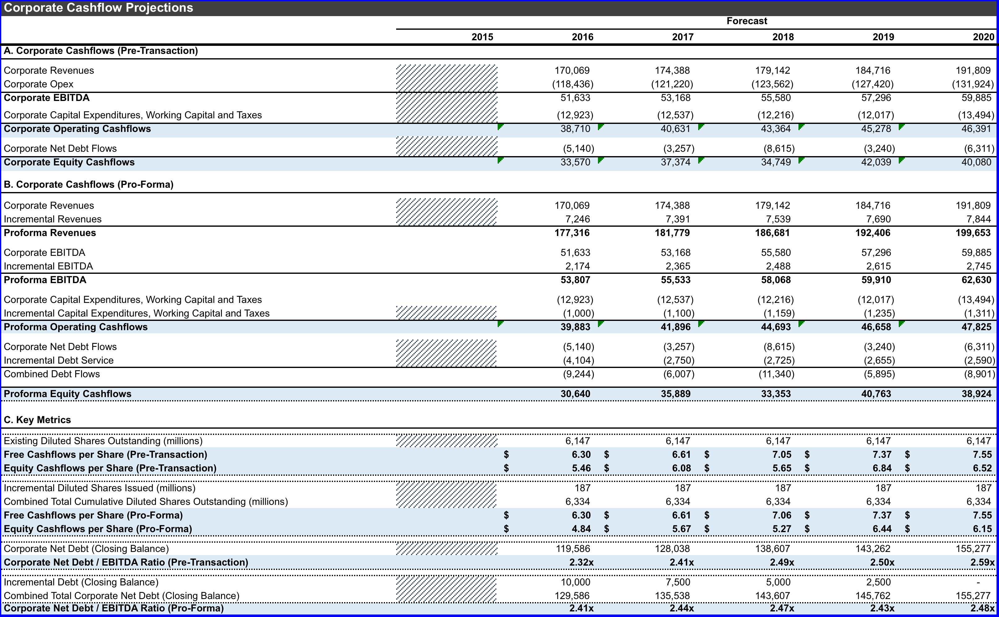 Corporate Cashflow Projections
Forecast
2015 2016 2017 2018 2019 2020
A. Corporate Cashflows (Pre-Transaction)
Corporate Revenues 170,069 174,388 179,142 184,716 191,809
Corporate Opex (118,436) (121,220) (123,562) (127,420) (131,924)
Corporate EBITDA 51,633 53,168 55,580 57,296 59,885
Corporate Capital Expenditures, Working Capital and Taxes (12,923) (12,537) (12,216) (12,017) (13,494)
Corporate Operating Cashflows 38,710 40,631 43,364 45,278 46,391
Corporate Net Debt Flows (5,140) (3,257) (8,615) (3,240) (6,311)
Corporate Equity Cashflows 33,570 37,374 34,749 42,039 40,080
B. Corporate Cashflows (Pro-Forma)
Corporate Revenues 170,069 174,388 179,142 184,716 191,809
Incremental Revenues 7,246 7,391 7,539 7,690 7,844
Proforma Revenues 177,316 181,779 186,681 192,406 199,653
Corporate EBITDA 51,633 53,168 55,580 57,296 59,885
Incremental EBITDA 2,174 2,365 2,488 2,615 2,745
Proforma EBITDA 53,807 55,533 58,068 59,910 62,630
Corporate Capital Expenditures, Working Capital and Taxes (12,923) (12,537) (12,216) (12,017) (13,494)
Incremental Capital Expenditures, Working Capital and Taxes (1,000) (1,100) (1,159) (1,235) (1,311)
Proforma Operating Cashflows 39,883 41,896 44,693 46,658 47,825
Corporate Net Debt Flows (5,140) (3,257) (8,615) (3,240) (6,311)
Incremental Debt Service (4,104) (2,750) (2,725) (2,655) (2,590)
Combined Debt Flows (9,244) (6,007) (11,340) (5,895) (8,901)
Proforma Equity Cashflows 30,640 35,889 33,353 40,763 38,924
C. Key Metrics
Existing Diluted Shares Outstanding (millions) 6,147 6,147 6,147 6,147 6,147
Free Cashflows per Share (Pre-Transaction) $ 6.30 $ 6.61 $ 7.05 $ 7.37 $ 7.55
Equity Cashflows per Share (Pre-Transaction) $ 5.46 $ 6.08 $ 5.65 $ 6.84 $ 6.52
Incremental Diluted Shares Issued (millions) 187 187 187 187 187
Combined Total Cumulative Diluted Shares Outstanding (millions) 6,334 6,334 6,334 6,334 6,334
Free Cashflows per Share (Pro-Forma) $ 6.30 $ 6.61 $ 7.06 $ 7.37 $ 7.55
Equity Cashflows per Share (Pro-Forma) $ 4.84 $ 5.67 $ 5.27 $ 6.44 $ 6.15
Corporate Net Debt (Closing Balance) 119,586 128,038 138,607 143,262 155,277
Corporate Net Debt / EBITDA Ratio (Pre-Transaction) 2.32x 2.41x 2.49x 2.50x 2.59x
Incremental Debt (Closing Balance) 10,000 7,500 5,000 2,500 -
Combined Total Corporate Net Debt (Closing Balance) 129,586 135,538 143,607 145,762 155,277
Corporate Net Debt / EBITDA Ratio (Pro-Forma) 2.41x 2.44x 2.47x 2.43x 2.48x